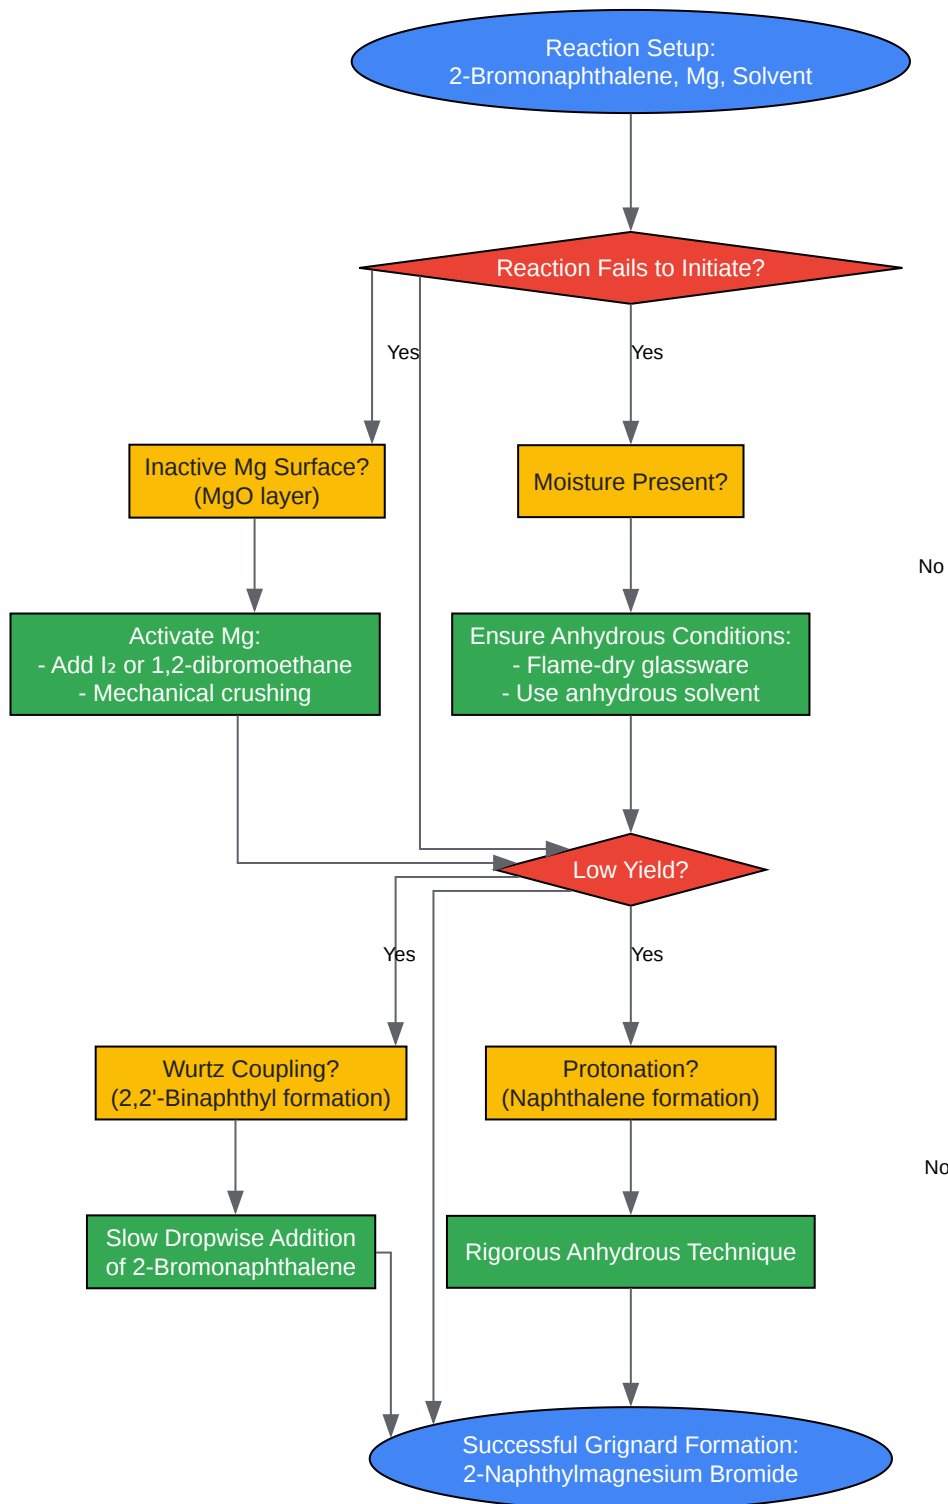 Reaction Setup:
2-Bromonaphthalene, Mg, Solvent
Reaction Fails to Initiate?
Yes
Yes
Inactive Mg Surface?
(MgO layer)
Moisture Present?
No
Activate Mg:
- Add I₂ or 1,2-dibromoethane
- Mechanical crushing
Ensure Anhydrous Conditions:
- Flame-dry glassware
- Use anhydrous solvent
Low Yield?
Yes
Yes
Wurtz Coupling?
(2,2'-Binaphthyl formation)
Protonation?
(Naphthalene formation)
No
Slow Dropwise Addition
of 2-Bromonaphthalene
Rigorous Anhydrous Technique
Successful Grignard Formation:
2-Naphthylmagnesium Bromide